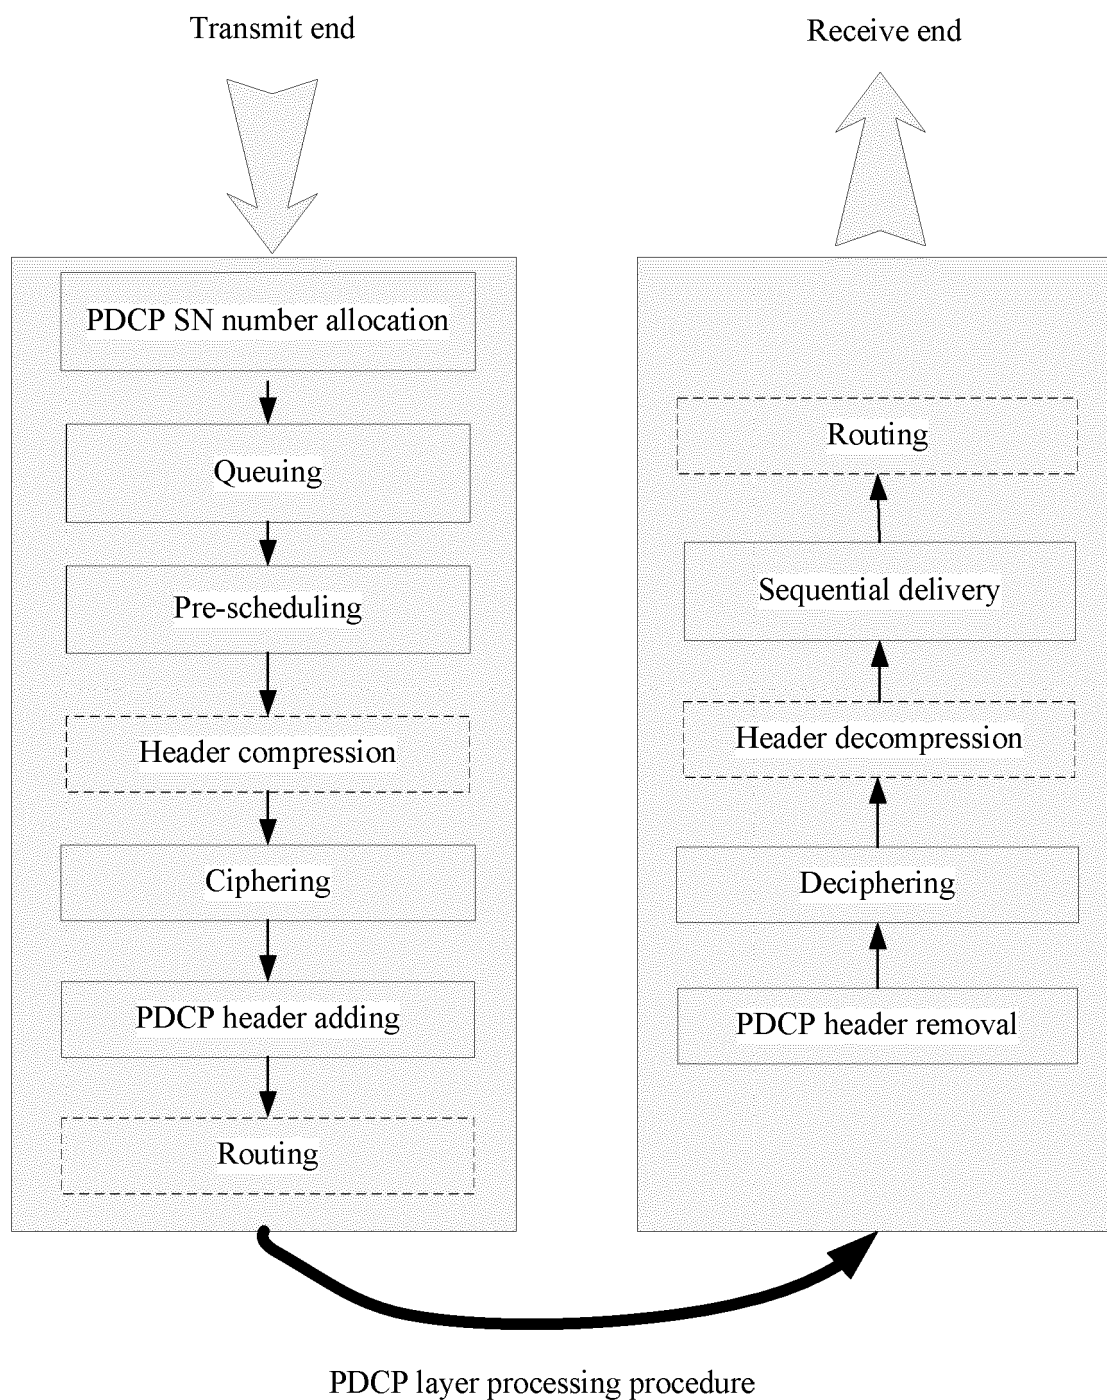 Transmit end
Receive end
PDCP SN number allocation
Queuing
Pre-scheduling
Header compression
Ciphering
PDCP header adding
Routing
Routing
Sequential delivery
Header decompression
Deciphering
PDCP header removal
PDCP layer processing procedure